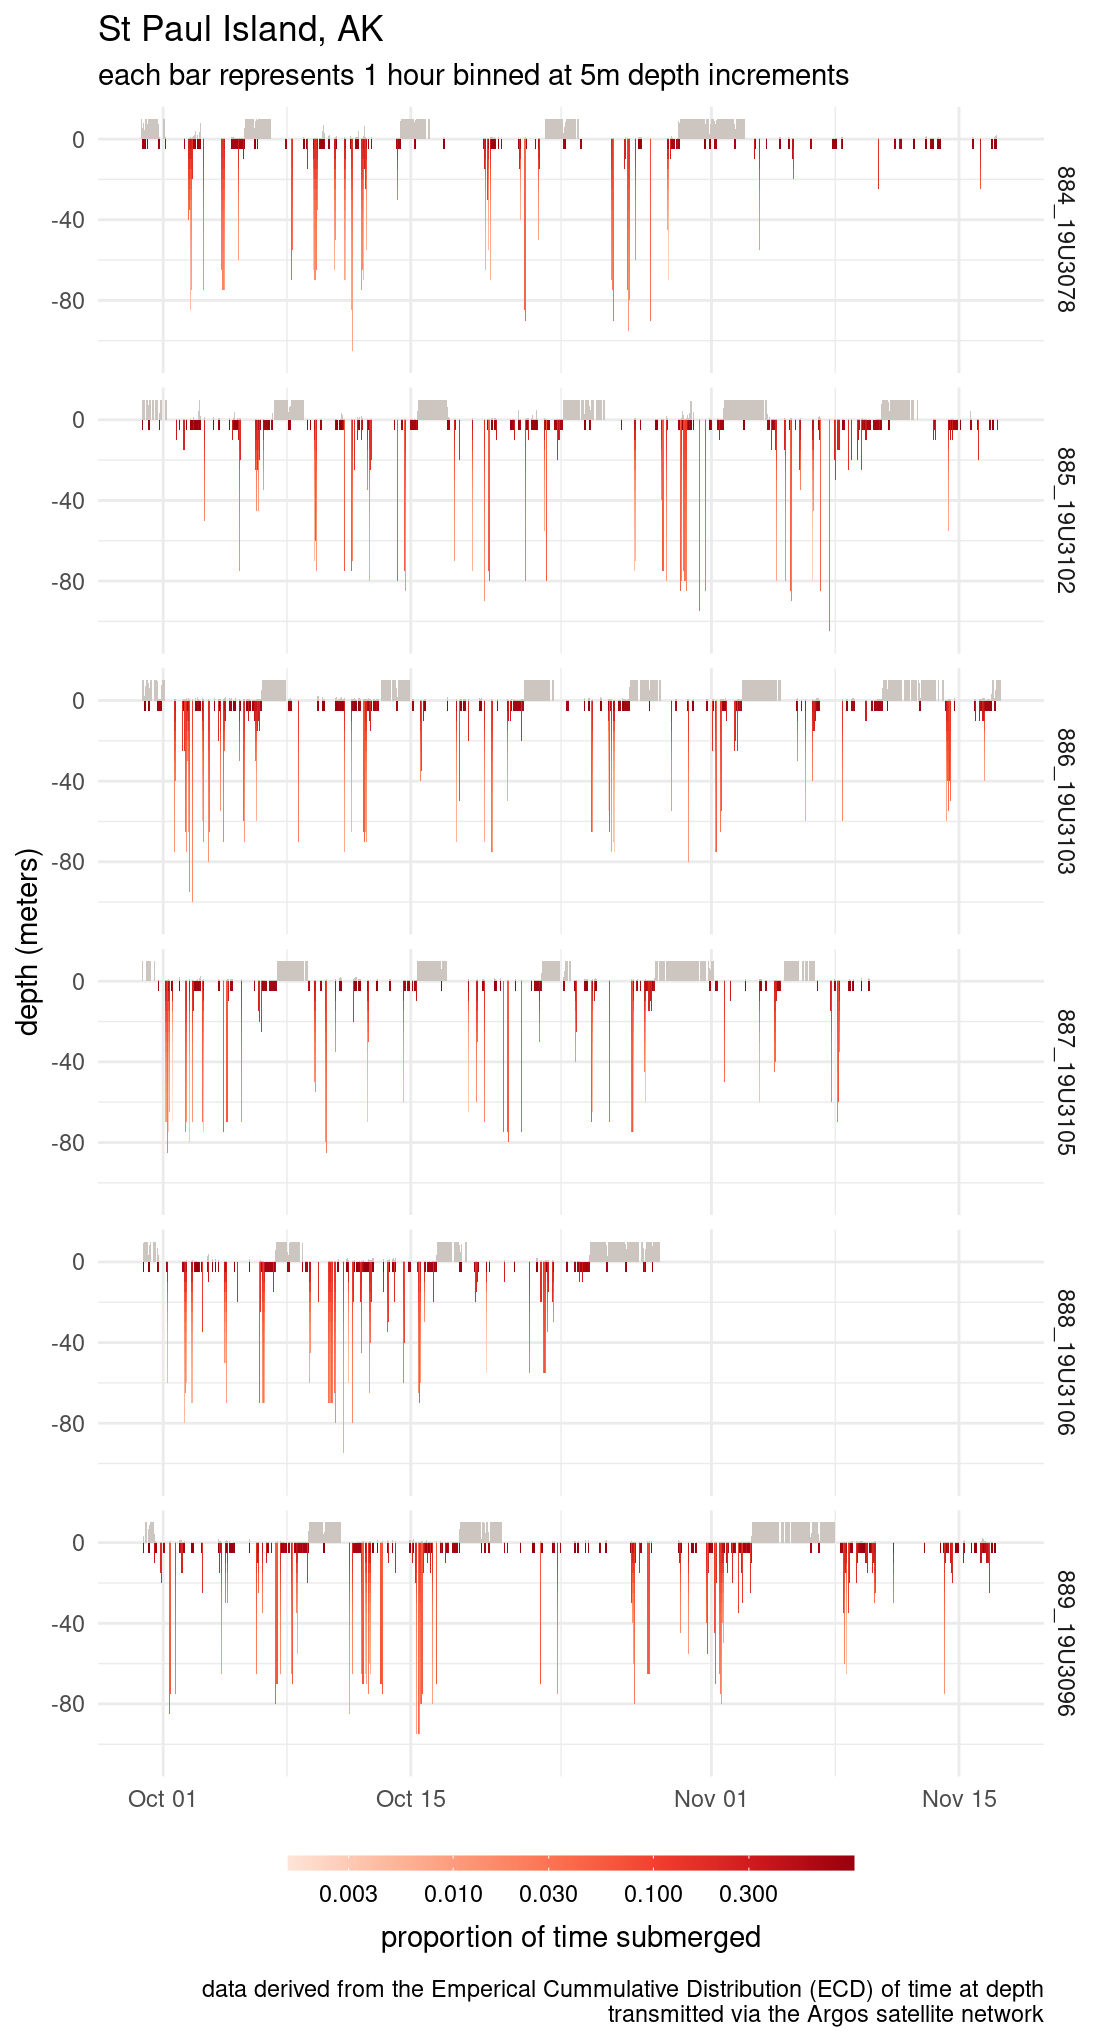 St Paul Island, AK
each bar represents 1 hour binned at 5m depth increments
depth (meters)
0
-40
-80
884_19U3078
0
-40
-80
885_19U3102
0
-40
-80
886_19U3103
0
-40
-80
887_19U3105
0
-40
-80
888_19U3106
0
-40
-80
889_19U3096
Oct 01 Oct 15 Nov 01 Nov 15
0.003 0.010 0.030 0.100 0.300
proportion of time submerged
data derived from the Emperical Cummulative Distribution (ECD) of time at depth
transmitted via the Argos satellite network